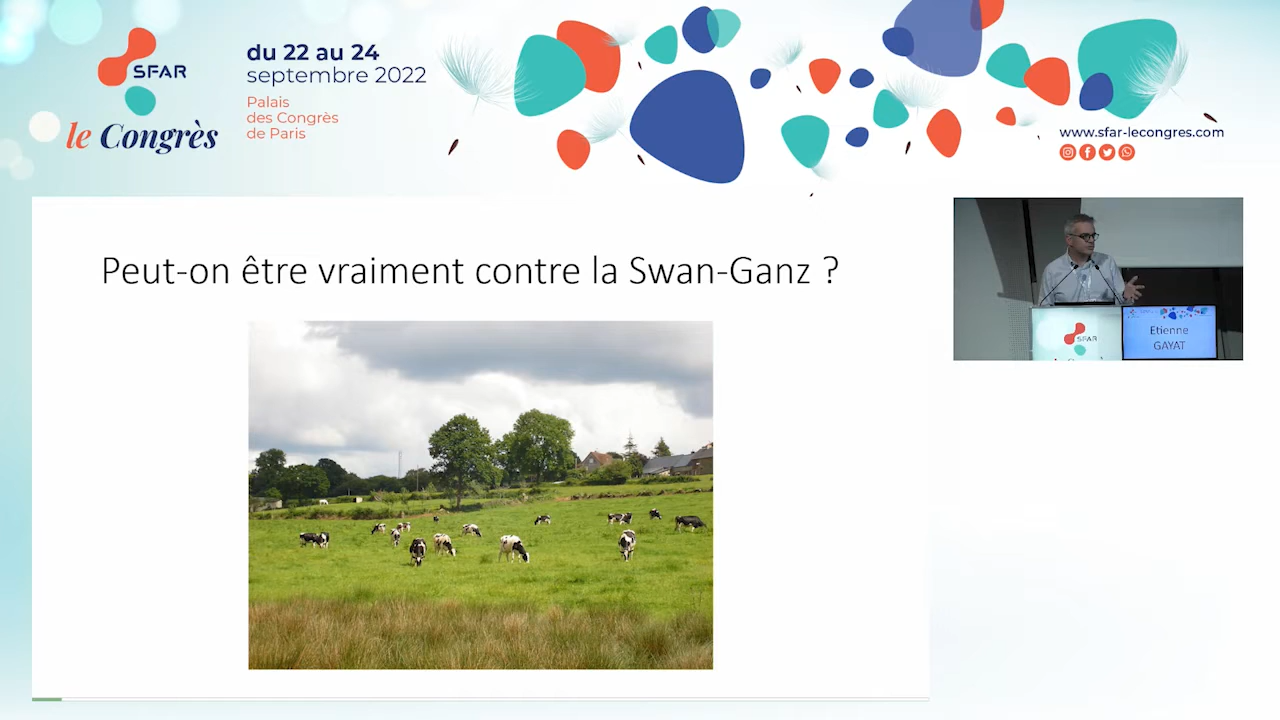 SFAR
le Congrès
du 22 au 24
septembre 2022
Palais
des Congrès
de Paris
www.sfar-lecongres.com
Peut-on être vraiment contre la Swan-Ganz ?
Etienne
GAYAT
SFAR